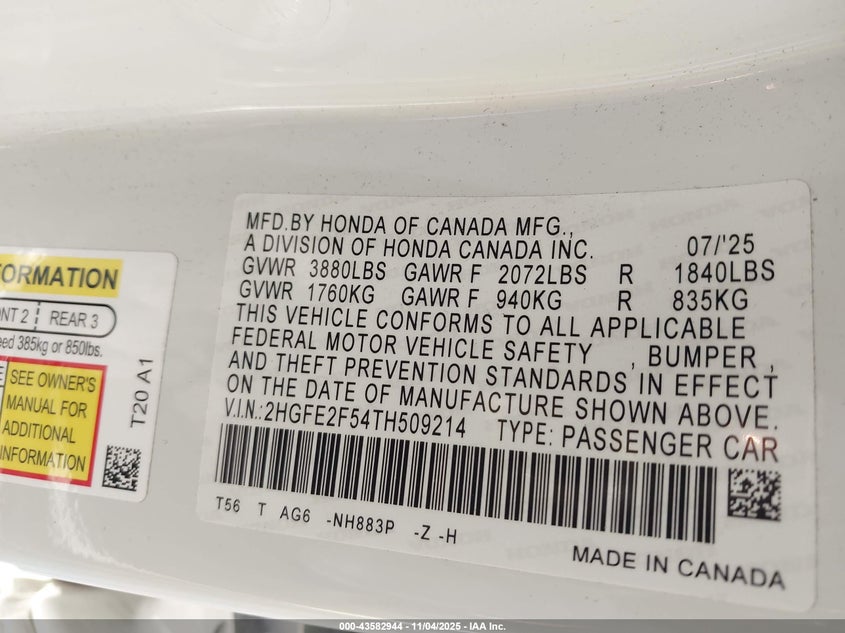 FORMATION
NT 2 REAR 3
eed 385kg or 850lbs.
SEE OWNER'S
MANUAL FOR
ADDITIONAL
INFORMATION
T20 A1
MFD.BY HONDA OF CANADA MFG.,
A DIVISION OF HONDA CANADA INC. 07/'25
GVWR 3880LBS GAWR F 2072LBS R 1840LBS
GVWR 1760KG GAWR F 940KG R 835KG
THIS VEHICLE CONFORMS TO ALL APPLICABLE
FEDERAL MOTOR VEHICLE SAFETY , BUMPER ,
AND THEFT PREVENTION STANDARDS IN EFFECT
ON THE DATE OF MANUFACTURE SHOWN ABOVE.
V.I.N.:2HGFE2F54TH509214 TYPE: PASSENGER CAR
T56 T AG6 -NH883P -Z -H
MADE IN CANADA
000-43582944 - 11/04/2025 - IAA Inc.